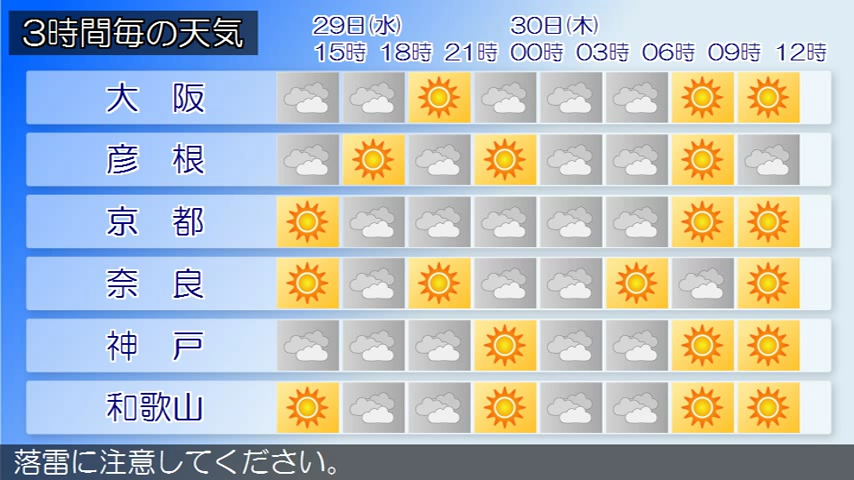 3時間毎の天気
29日(水) 30日(木)
15時 18時 21時 00時 03時 06時 09時 12時
大 阪
彦 根
京 都
奈 良
神 戸
和歌山
落雷に注意してください。